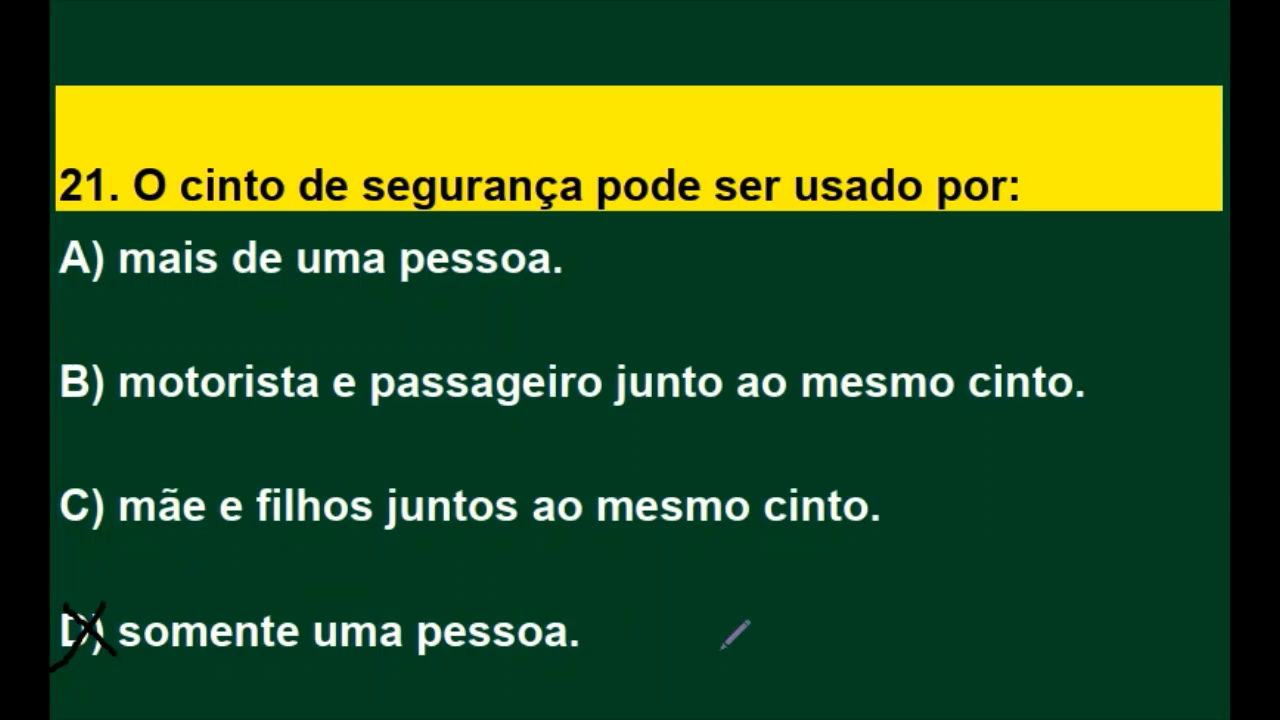 21. O cinto de segurança pode ser usado por:
A) mais de uma pessoa.
B) motorista e passageiro junto ao mesmo cinto.
C) mãe e filhos juntos ao mesmo cinto.
D) somente uma pessoa.